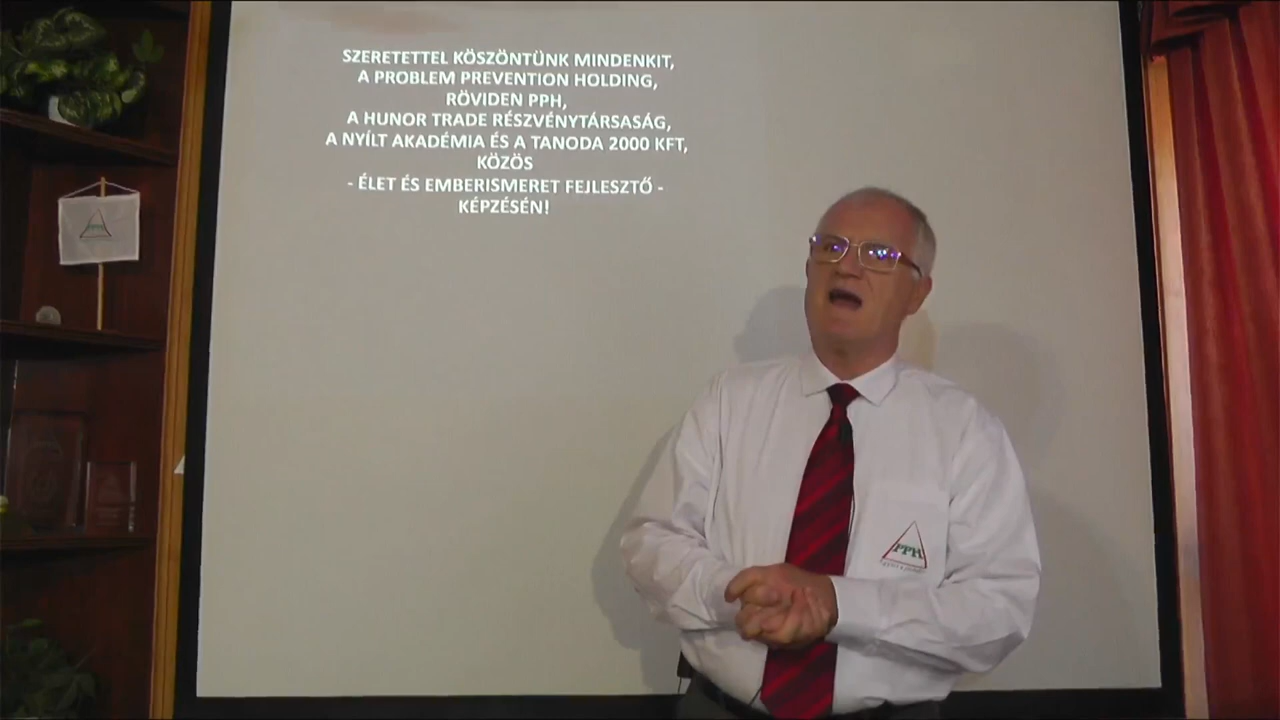 SZERETETTEL KÖSZÖNTÜNK MINDENKIT,
A PROBLEM PREVENTION HOLDING,
RÖVIDEN PPH,
A HUNOR TRADE RÉSZVÉNYTÁRSASÁG,
A NYÍLT AKADÉMIA ÉS A TANODA 2000 KFT,
KÖZÖS
- ÉLET ÉS EMBERISMERET FEJLESZTŐ -
KÉPZÉSÉN!
PPH
PPH